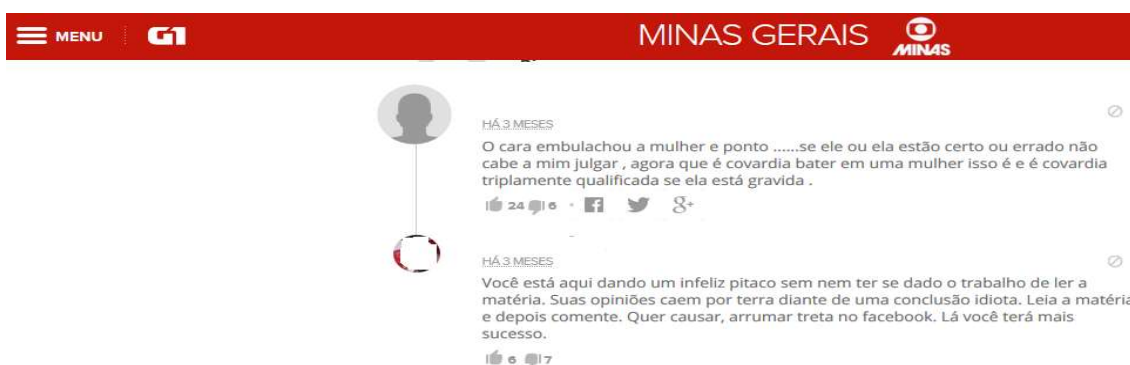 MENU G1 MINAS GERAIS MINAS
HÁ 3 MESES
O cara embulachou a mulher e ponto ......se ele ou ela estão certo ou errado não
cabe a mim julgar , agora que é covardia bater em uma mulher isso é e é covardia
triplamente qualificada se ela está gravida .
24 6
HÁ 3 MESES
Você está aqui dando um infeliz pitaco sem nem ter se dado o trabalho de ler a
matéria. Suas opiniões caem por terra diante de uma conclusão idiota. Leia a matéria
e depois comente. Quer causar, arrumar treta no facebook. Lá você terá mais
sucesso.
6 7